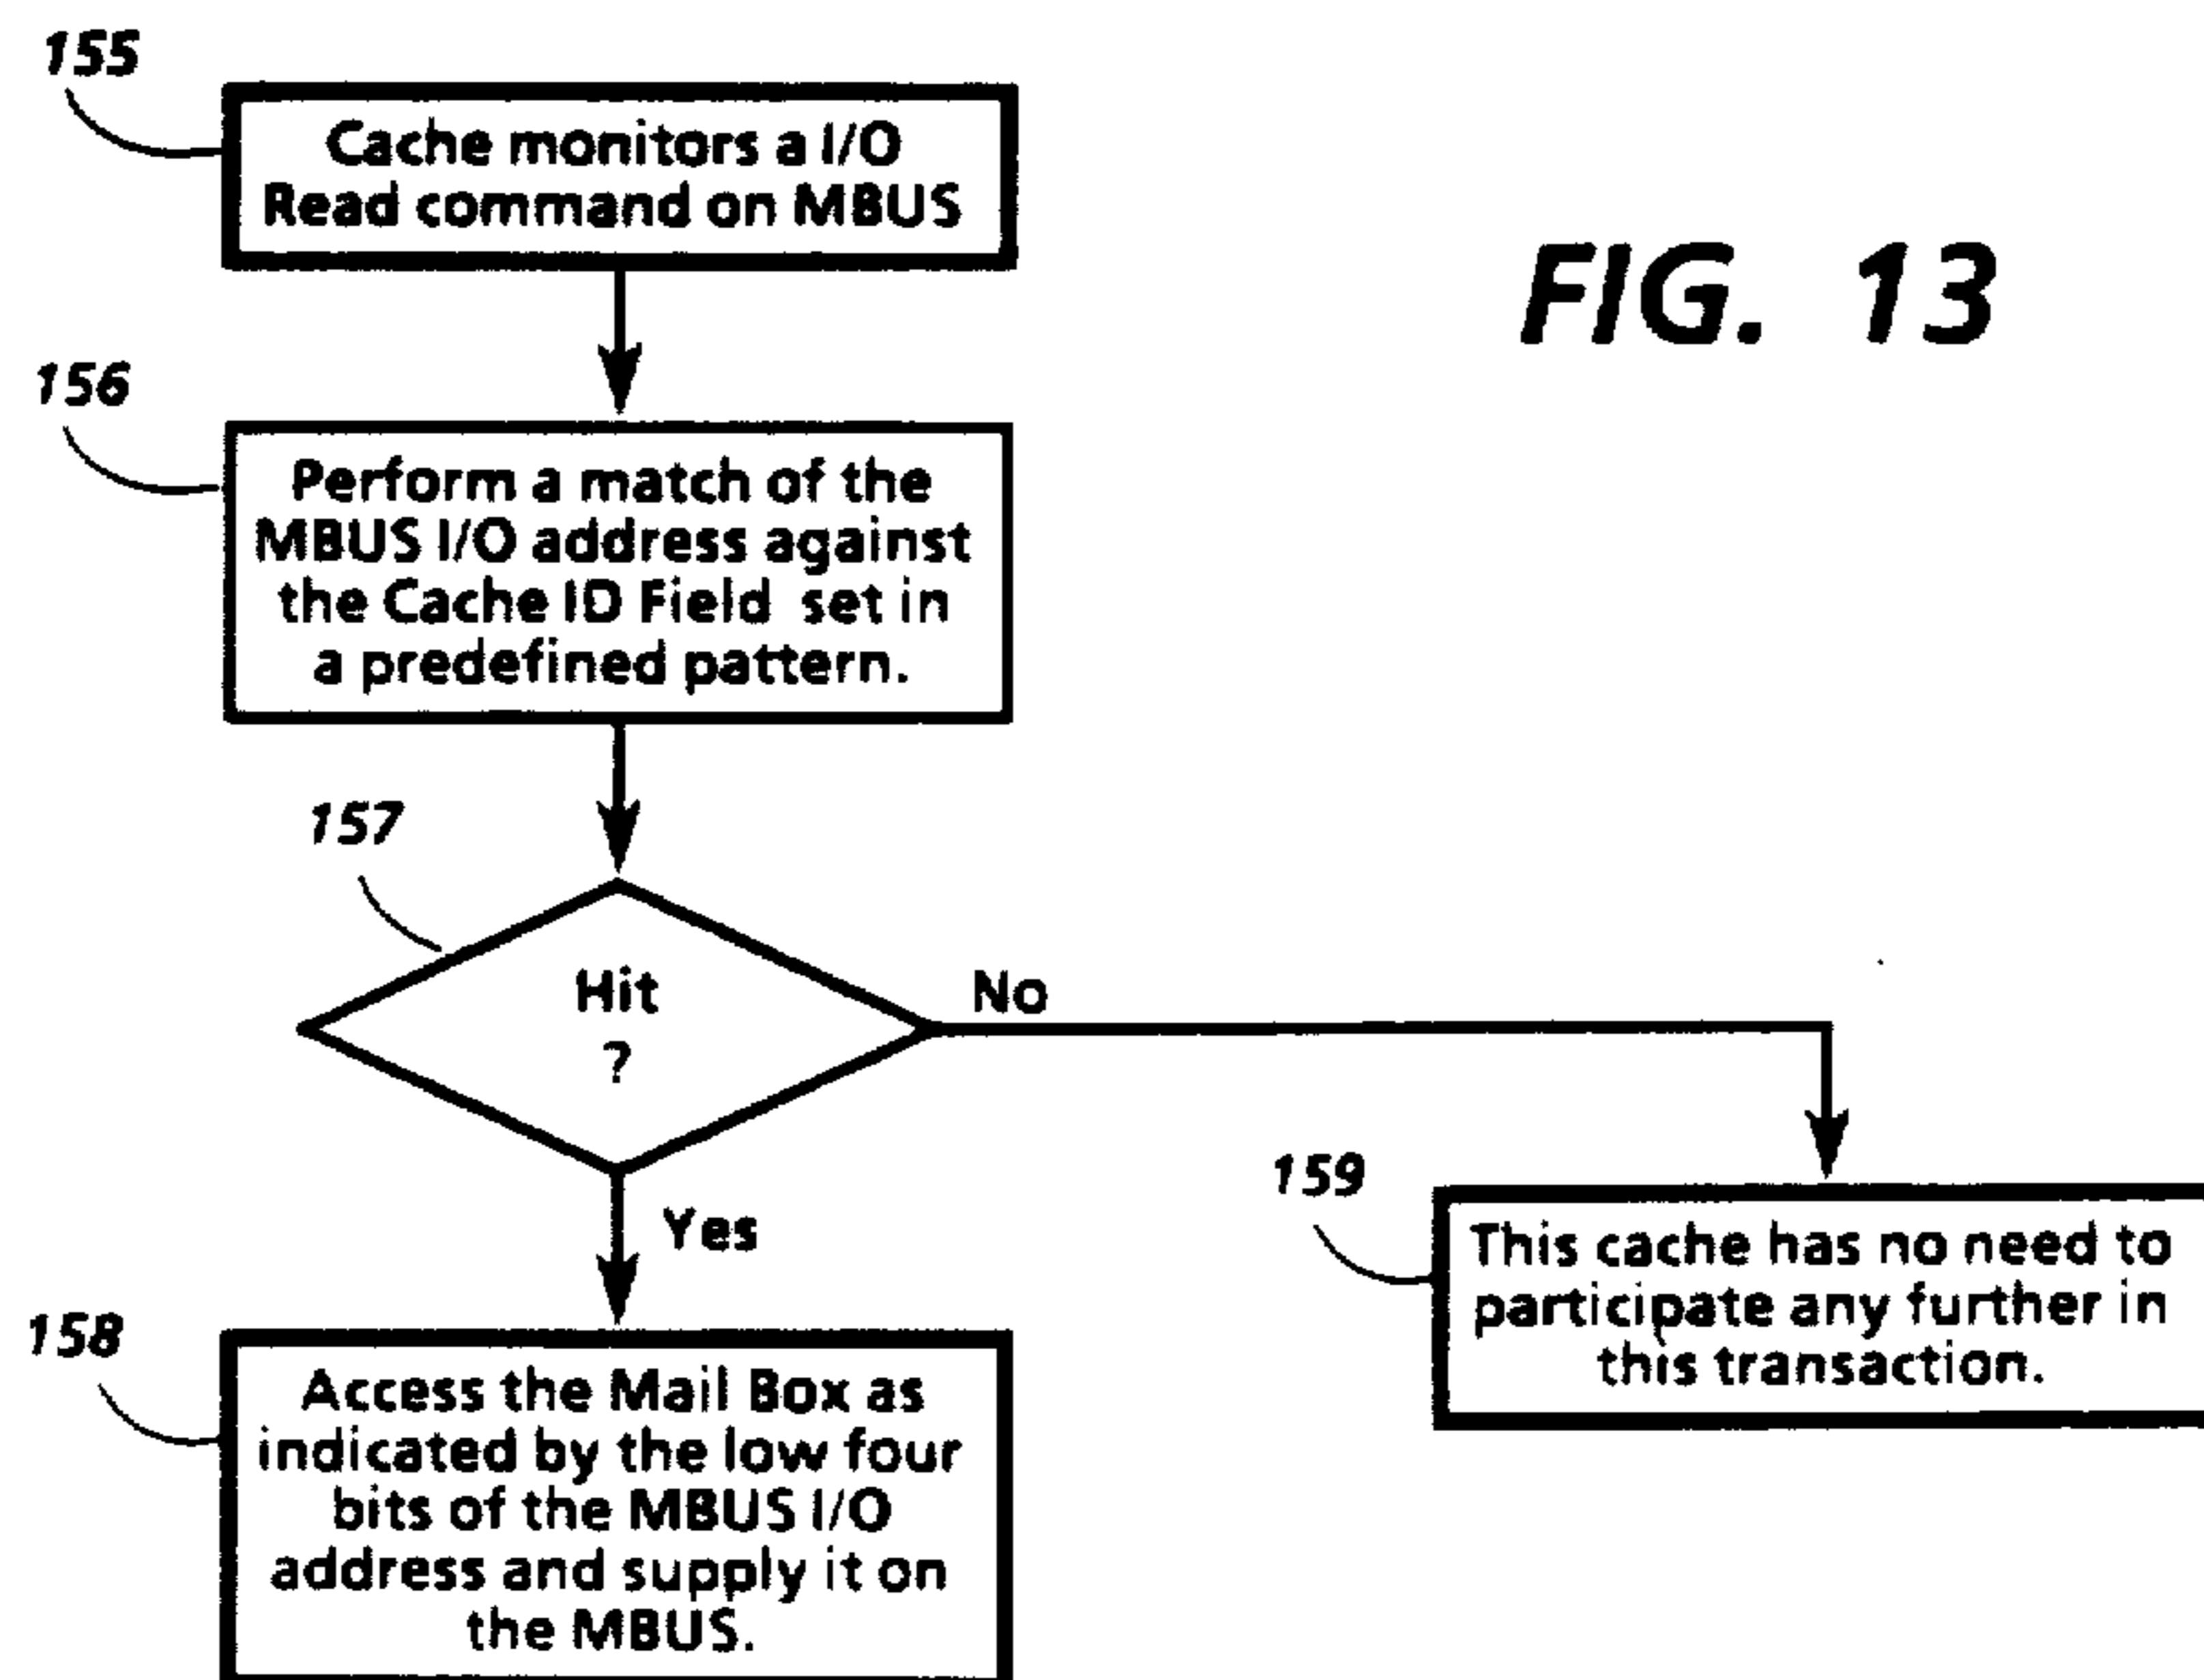 155
Cache monitors a I/O
Read command on MBUS
FIG. 13
156
Perform a match of the
MBUS I/O address against
the Cache ID Field set in
a predefined pattern.
157
Hit
?
No
Yes
159
This cache has no need to
participate any further in
this transaction.
158
Access the Mail Box as
indicated by the low four
bits of the MBUS I/O
address and supply it on
the MBUS.